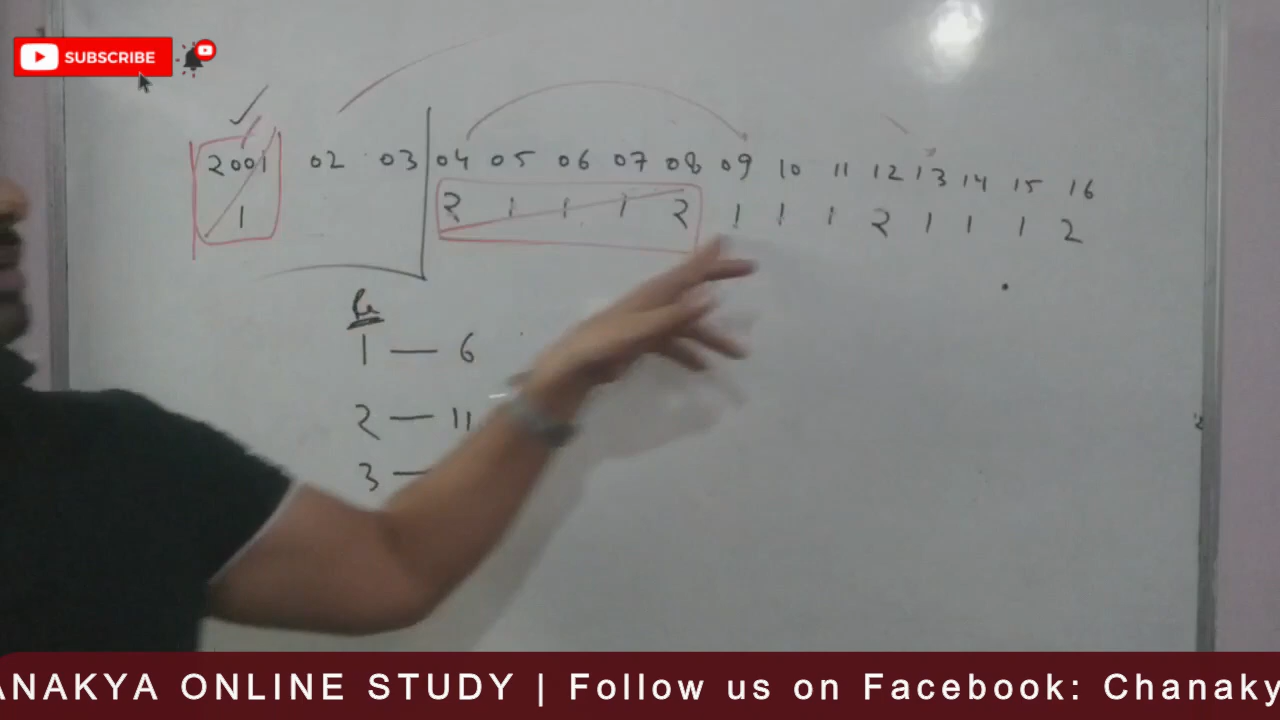 SUBSCRIBE
2001 02 03 04 05 06 07 08 09 10 11 12 13 14 15 16
1 2 1 1 1 2 1 1 1 2 1 1 1 2
1 — 6
2 — 11
3 —
ANAKYA ONLINE STUDY | Follow us on Facebook: Chanaky